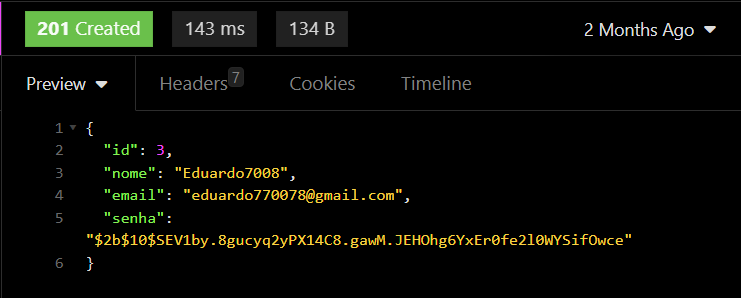 201 Created 143 ms 134 B 2 Months Ago
Preview Headers 7 Cookies Timeline
1 {
2 "id": 3,
3 "nome": "Eduardo7008",
4 "email": "eduardo770078@gmail.com",
5 "senha":
"$2b$10$SEV1by.8gucyq2yPX14C8.gawM.JEHOhg6YxEr0fe2l0WYSifOwce"
6 }